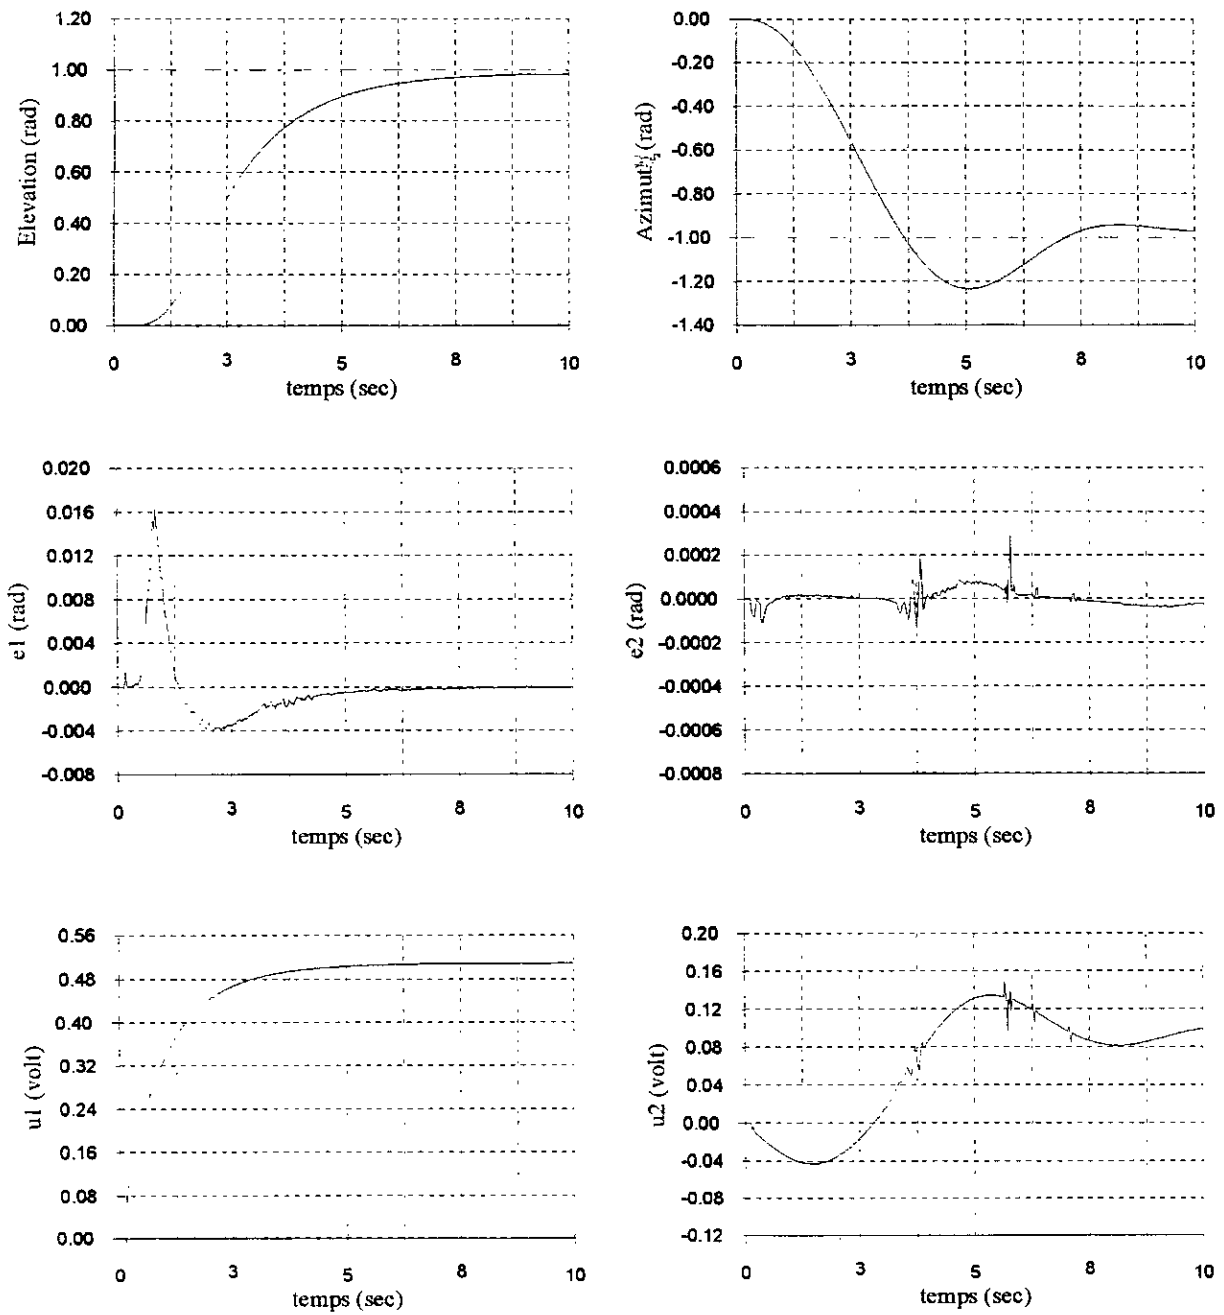 1.20
1.00
0.80
0.60
0.40
0.20
0.00
Elevation (rad)
0 3 5 8 10
temps (sec)
0.00
-0.20
-0.40
-0.60
-0.80
-1.00
-1.20
-1.40
(rad)
0 3 5 8 10
temps (sec)
0.020
0.016
0.012
0.008
0.004
0.000
-0.004
-0.008
e1 (rad)
0 3 5 8 10
temps (sec)
0.0006
0.0004
0.0002
0.0000
-0.0002
-0.0004
-0.0006
-0.0008
e2 (rad)
0 3 5 8 10
temps (sec)
0.56
0.48
0.40
0.32
0.24
0.16
0.08
0.00
u1 (volt)
0 3 5 8 10
temps (sec)
0.20
0.16
0.12
0.08
0.04
0.00
-0.04
-0.08
-0.12
u2 (volt)
0 3 5 8 10
temps (sec)